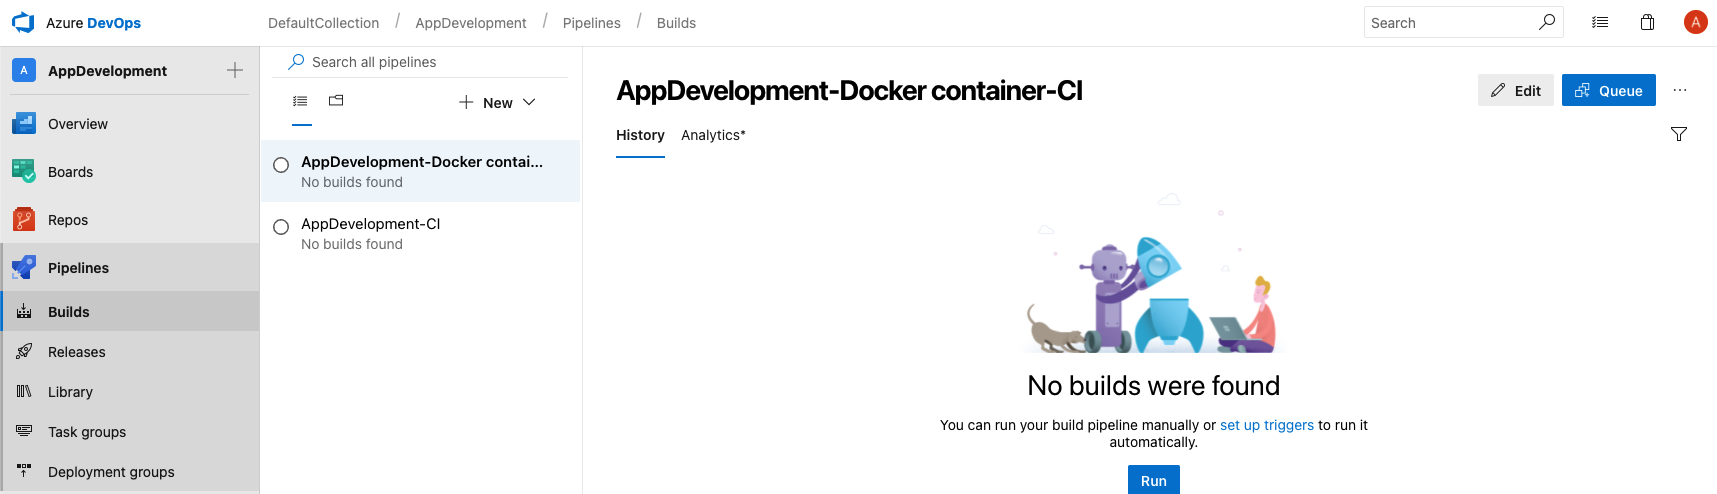 Azure DevOps
DefaultCollection / AppDevelopment / Pipelines / Builds
Search
A
A AppDevelopment
Overview
Boards
Repos
Pipelines
Builds
Releases
Library
Task groups
Deployment groups
Search all pipelines
New
AppDevelopment-Docker contai...
No builds found
AppDevelopment-CI
No builds found
AppDevelopment-Docker container-CI
Edit
Queue
...
History Analytics*
No builds were found
You can run your build pipeline manually or set up triggers to run it
automatically.
Run